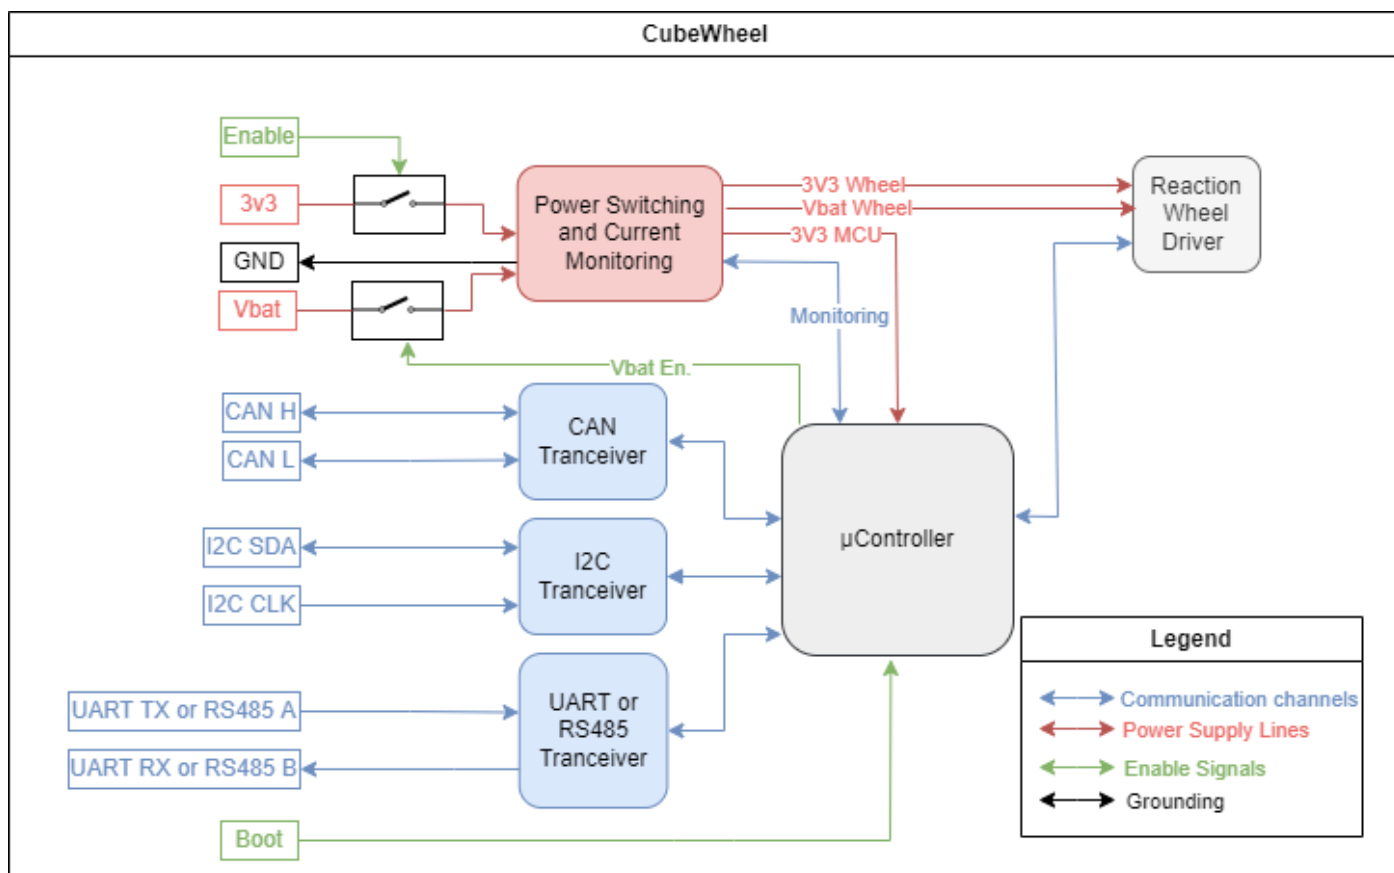 CubeWheel
Enable
3v3
GND
Vbat
Power Switching
and Current
Monitoring
3V3 Wheel
Vbat Wheel
3V3 MCU
Reaction
Wheel
Driver
Monitoring
Vbat En.
CAN H
CAN L
CAN
Tranceiver
I2C SDA
I2C CLK
I2C
Tranceiver
µController
UART TX or RS485 A
UART RX or RS485 B
UART or
RS485
Tranceiver
Boot
Legend
Communication channels
Power Supply Lines
Enable Signals
Grounding